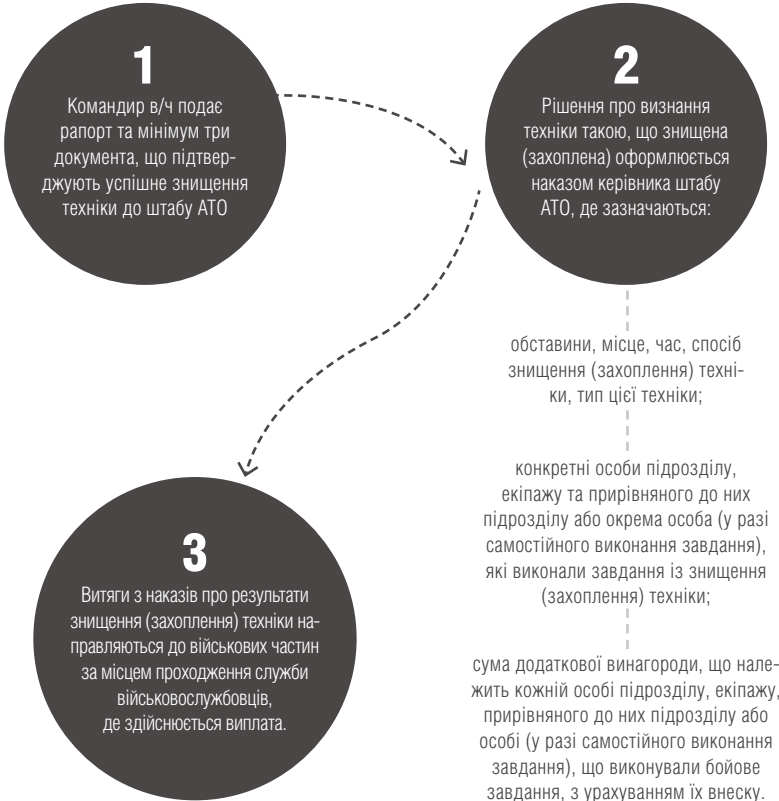 1
Командир в/ч подає
рапорт та мінімум три
документа, що підтвер-
джують успішне знищення
техніки до штабу АТО
2
Рішення про визнання
техніки такою, що знищена
(захоплена) оформлюється
наказом керівника штабу
АТО, де зазначаються:
обставини, місце, час, спосіб
знищення (захоплення) техні-
ки, тип цієї техніки;
конкретні особи підрозділу,
екіпажу та прирівняного до них
підрозділу або окрема особа (у разі
самостійного виконання завдання),
які виконали завдання із знищення
(захоплення) техніки;
сума додаткової винагороди, що нале-
жить кожній особі підрозділу, екіпажу,
прирівняного до них підрозділу або
особі (у разі самостійного виконання
завдання), що виконували бойове
завдання, з урахуванням їх внеску.
3
Витяги з наказів про результати
знищення (захоплення) техніки на-
правляються до військових частин
за місцем проходження служби
військовослужбовців,
де здійснюється виплата.